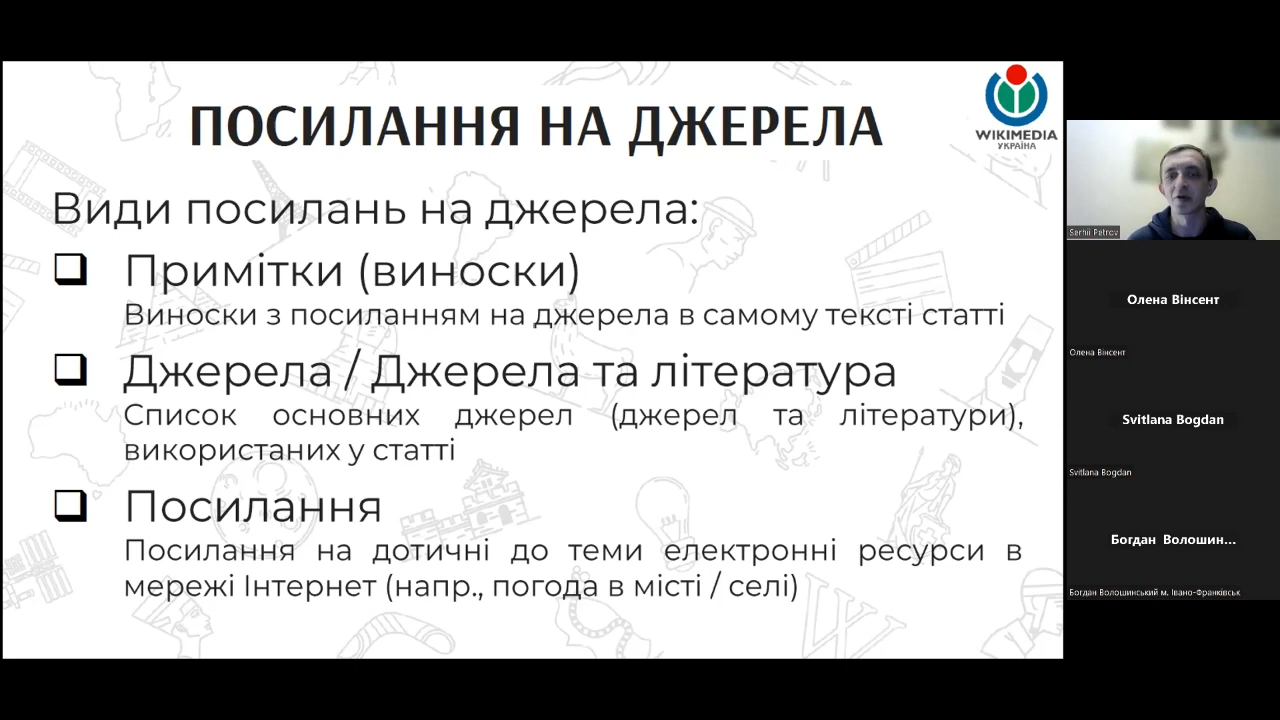 ПОСИЛАННЯ НА ДЖЕРЕЛА
WIKIMEDIA
УКРАЇНА
Види посилань на джерела:
Примітки (виноски)
Виноски з посиланням на джерела в самому тексті статті
Джерела / Джерела та література
Список основних джерел (джерел та літератури),
використаних у статті
Посилання
Посилання на дотичні до теми електронні ресурси в
мережі Інтернет (напр., погода в місті / селі)
Serhii Petrov
Олена Вінсент
Олена Вінсент
Svitlana Bogdan
Svitlana Bogdan
Богдан Волошин...
Богдан Волошинський м. Івано-Франківськ